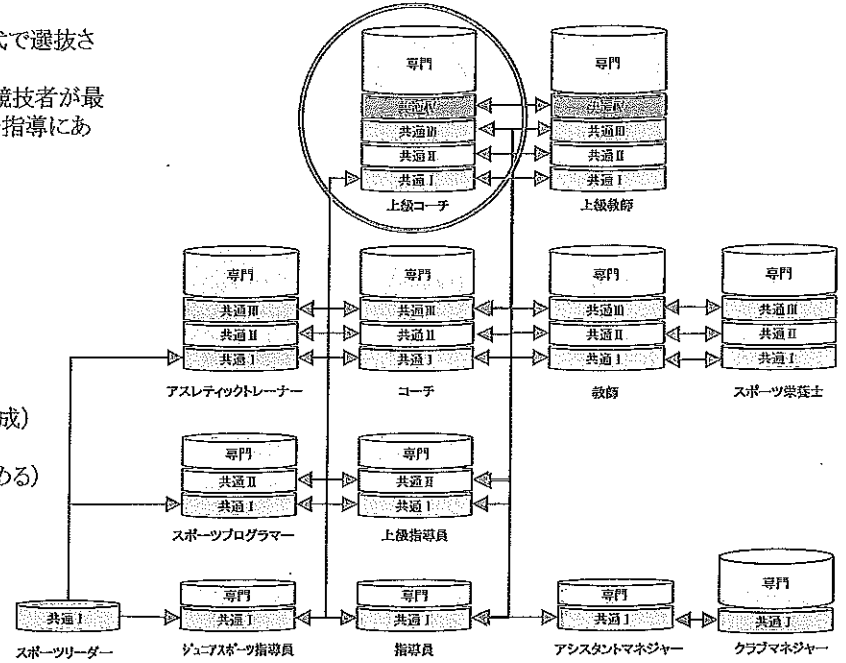 式で選抜さ
競技者が最
指導にあ
成)
める)
専門
共通Ⅳ
共通Ⅲ
共通Ⅱ
共通Ⅰ
上級コーチ
専門
共通Ⅳ
共通Ⅲ
共通Ⅱ
共通Ⅰ
上級教師
専門
共通Ⅲ
共通Ⅱ
共通Ⅰ
アスレティックトレーナー
専門
共通Ⅲ
共通Ⅱ
共通Ⅰ
コーチ
専門
共通Ⅲ
共通Ⅱ
共通Ⅰ
教師
専門
共通Ⅲ
共通Ⅱ
共通Ⅰ
スポーツ栄養士
専門
共通Ⅱ
共通Ⅰ
スポーツプログラマー
専門
共通Ⅱ
共通Ⅰ
上級指導員
共通Ⅰ
スポーツリーダー
専門
共通Ⅰ
ジュニアスポーツ指導員
専門
共通Ⅰ
指導員
専門
共通Ⅰ
アシスタントマネジャー
専門
共通Ⅰ
クラブマネジャー